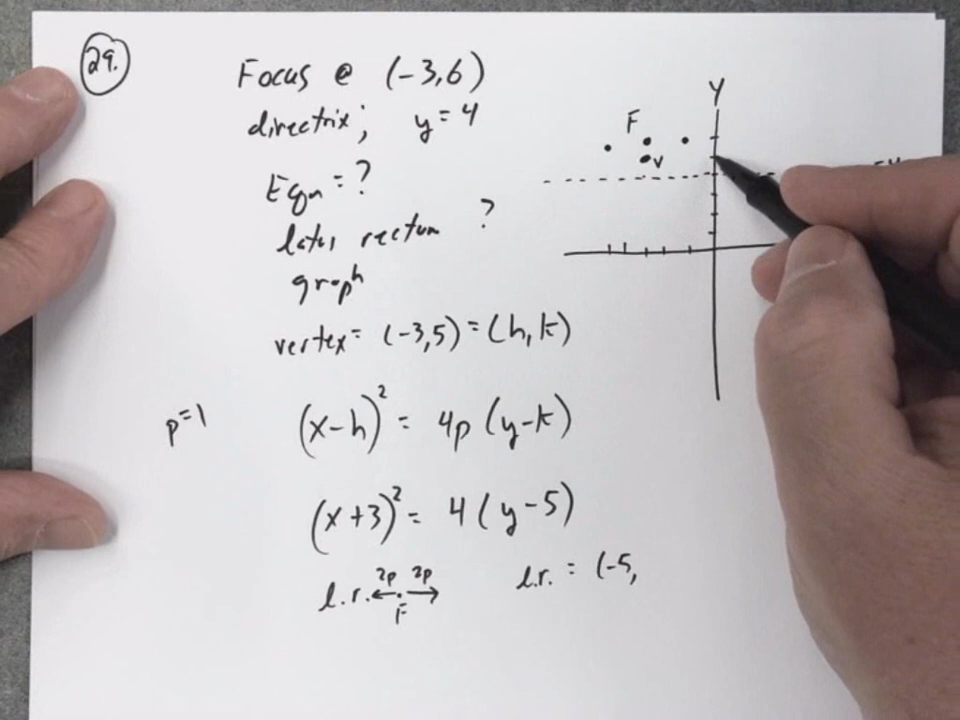 29.
Focus @ (-3,6)
directrix; y=4
Eqn=?
latus rectum ?
graph
vertex= (-3,5) = (h,k)
p=1
(x-h)² = 4p (y-k)
(x+3)² = 4(y-5)
l.r. 2p 2p
F
l.r. = (-5,
Y
F
V